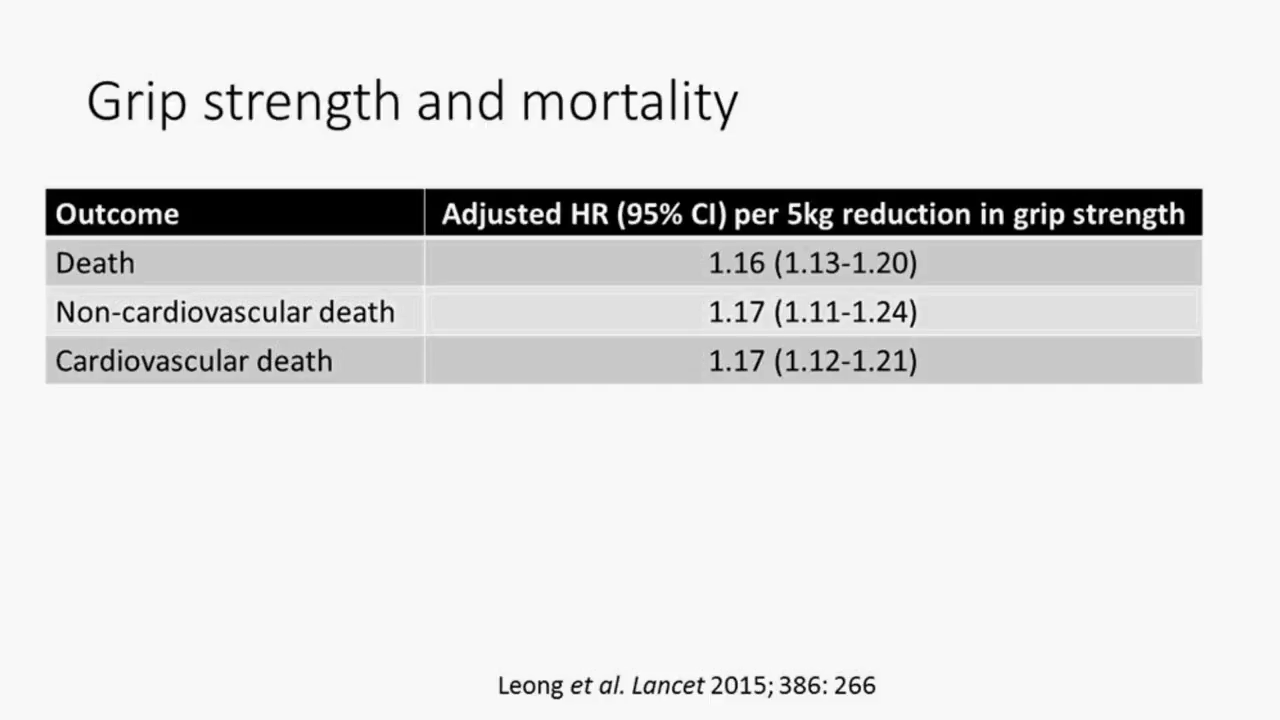 Grip strength and mortality
Outcome Adjusted HR (95% CI) per 5kg reduction in grip strength
Death 1.16 (1.13-1.20)
Non-cardiovascular death 1.17 (1.11-1.24)
Cardiovascular death 1.17 (1.12-1.21)
Leong et al. Lancet 2015; 386: 266